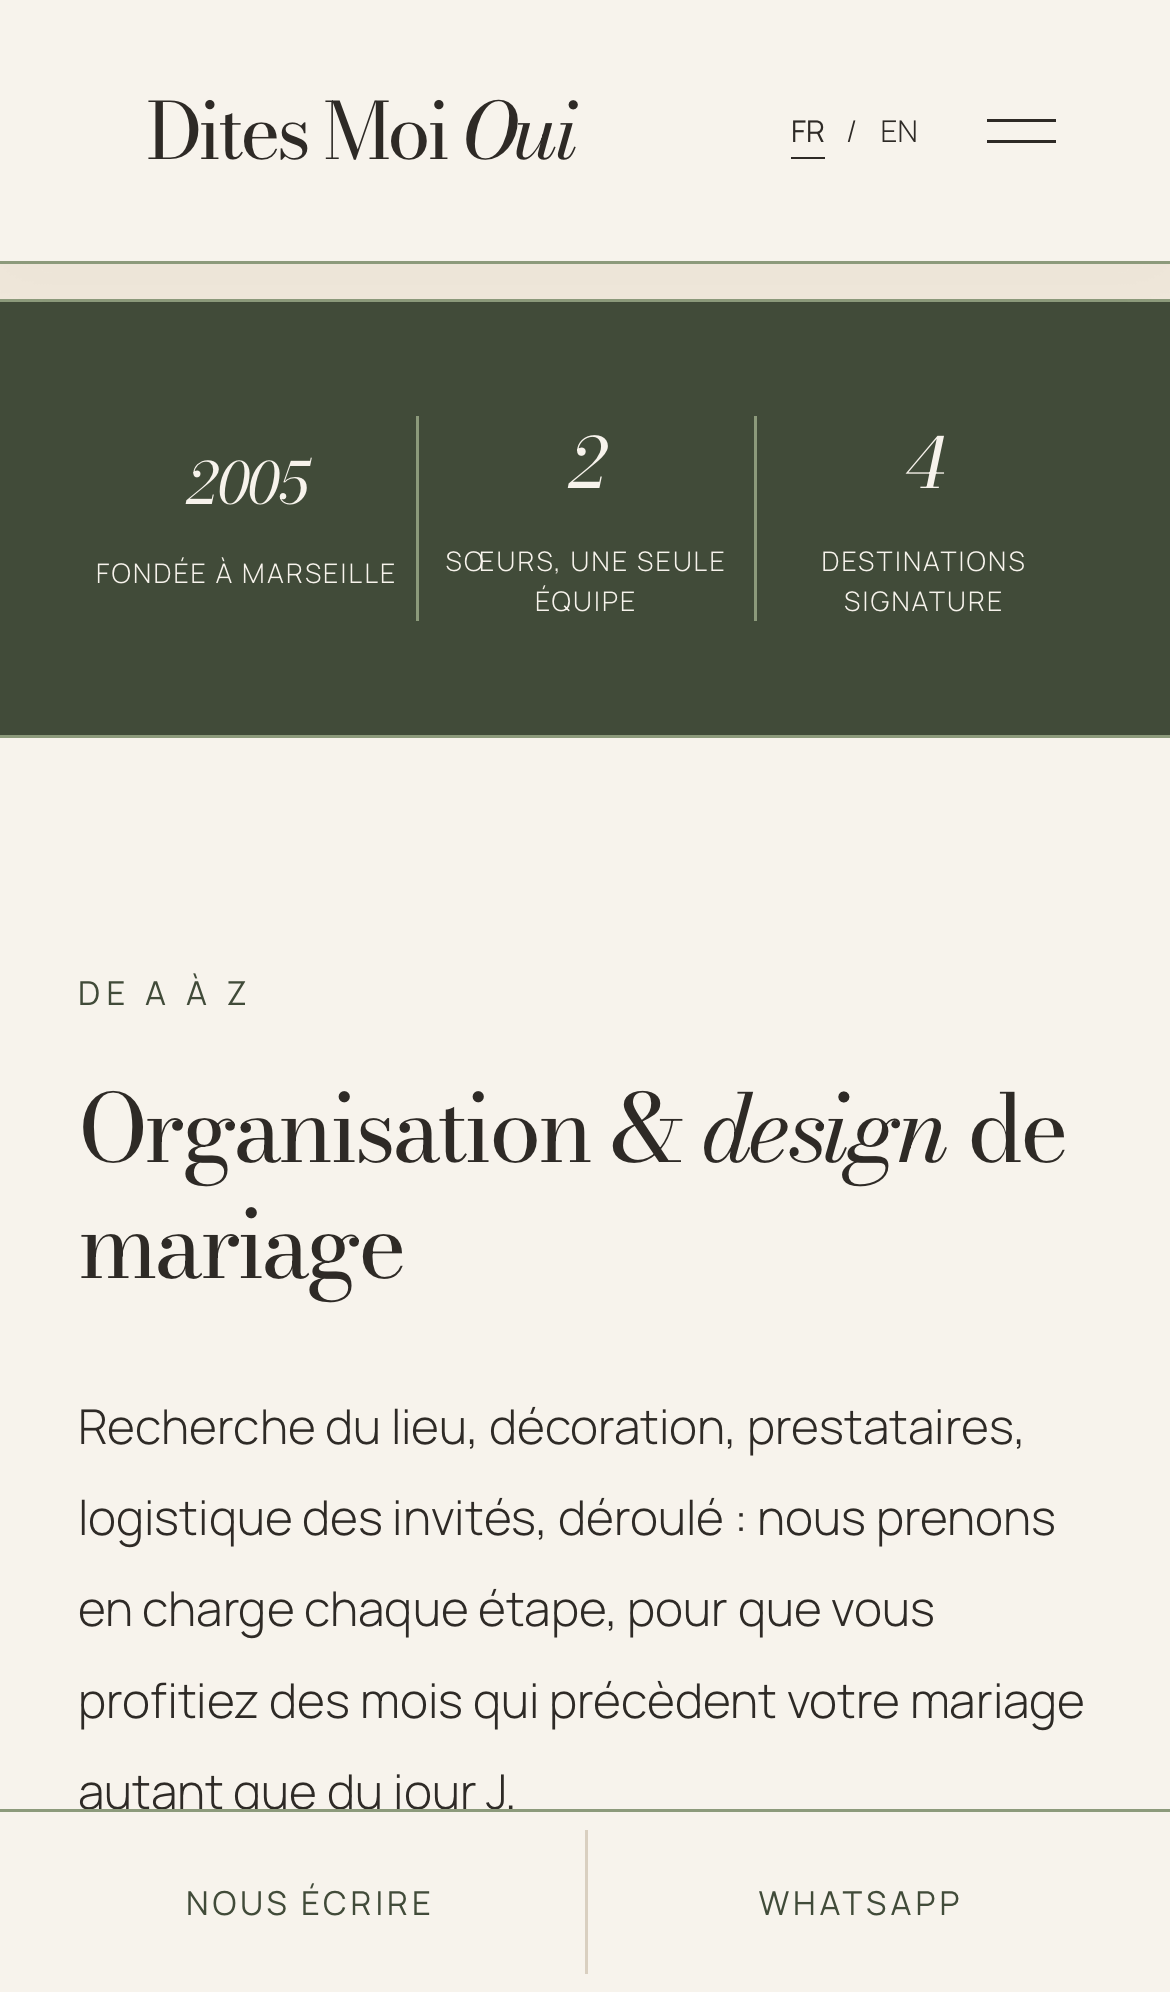 Dites Moi Oui
FR / EN
2005
FONDÉE À MARSEILLE
2
SŒURS, UNE SEULE
ÉQUIPE
4
DESTINATIONS
SIGNATURE
DE A À Z
Organisation & design de
mariage
Recherche du lieu, décoration, prestataires,
logistique des invités, déroulé : nous prenons
en charge chaque étape, pour que vous
profitiez des mois qui précèdent votre mariage
autant que du jour J.
NOUS ÉCRIRE
WHATSAPP